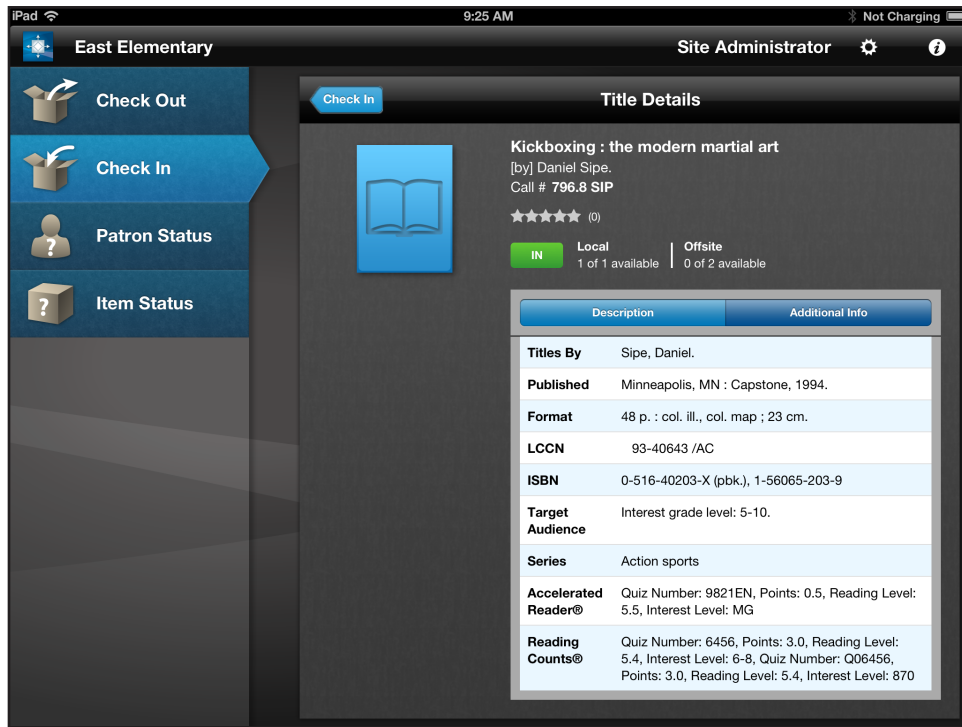 iPad 9:25 AM Not Charging
East Elementary Site Administrator
Check Out
Check In
Patron Status
? Item Status
?
Check In Title Details
Kickboxing : the modern martial art
[by] Daniel Sipe.
Call # 796.8 SIP
(0)
IN
Local
1 of 1 available
Offsite
0 of 2 available
Description Additional Info
Titles By Sipe, Daniel.
Published Minneapolis, MN : Capstone, 1994.
Format 48 p. : col. ill., col. map ; 23 cm.
LCCN 93-40643 /AC
ISBN 0-516-40203-X (pbk.), 1-56065-203-9
Target Interest grade level: 5-10.
Audience
Series Action sports
Accelerated Quiz Number: 9821EN, Points: 0.5, Reading Level:
Reader® 5.5, Interest Level: MG
Reading Quiz Number: 6456, Points: 3.0, Reading Level:
Counts® 5.4, Interest Level: 6-8, Quiz Number: Q06456,
Points: 3.0, Reading Level: 5.4, Interest Level: 870